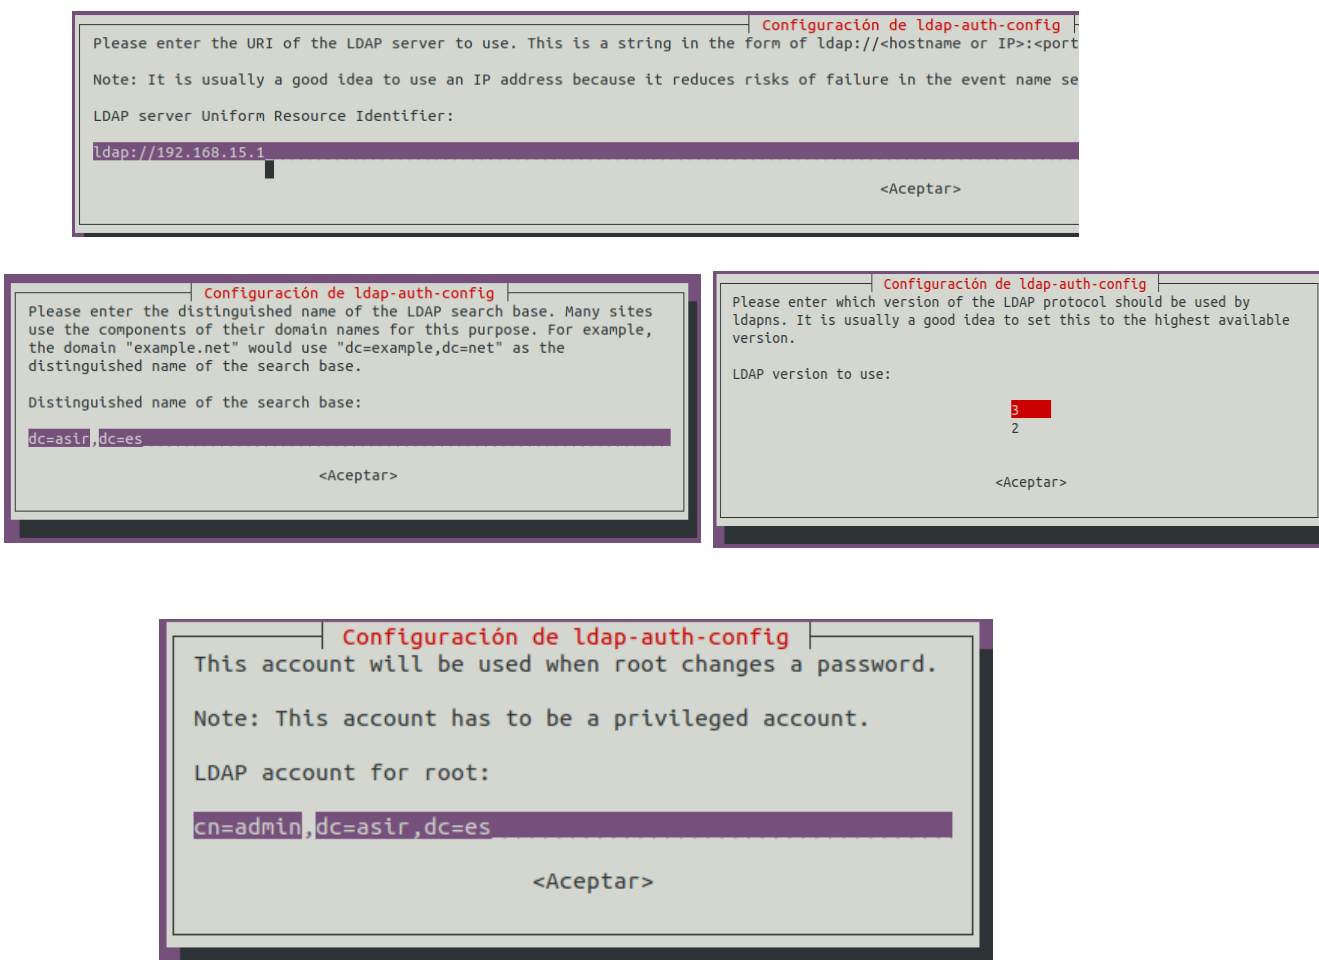 Configuración de ldap-auth-config
Please enter the URI of the LDAP server to use. This is a string in the form of ldap://<hostname or IP>:<port
Note: It is usually a good idea to use an IP address because it reduces risks of failure in the event name se
LDAP server Uniform Resource Identifier:
ldap://192.168.15.1
<Aceptar>
Configuración de ldap-auth-config
Please enter the distinguished name of the LDAP search base. Many sites
use the components of their domain names for this purpose. For example,
the domain "example.net" would use "dc=example,dc=net" as the
distinguished name of the search base.
Distinguished name of the search base:
dc=asir,dc=es
<Aceptar>
Configuración de ldap-auth-config
Please enter which version of the LDAP protocol should be used by
ldapns. It is usually a good idea to set this to the highest available
version.
LDAP version to use:
3
2
<Aceptar>
Configuración de ldap-auth-config
This account will be used when root changes a password.
Note: This account has to be a privileged account.
LDAP account for root:
cn=admin,dc=asir,dc=es
<Aceptar>